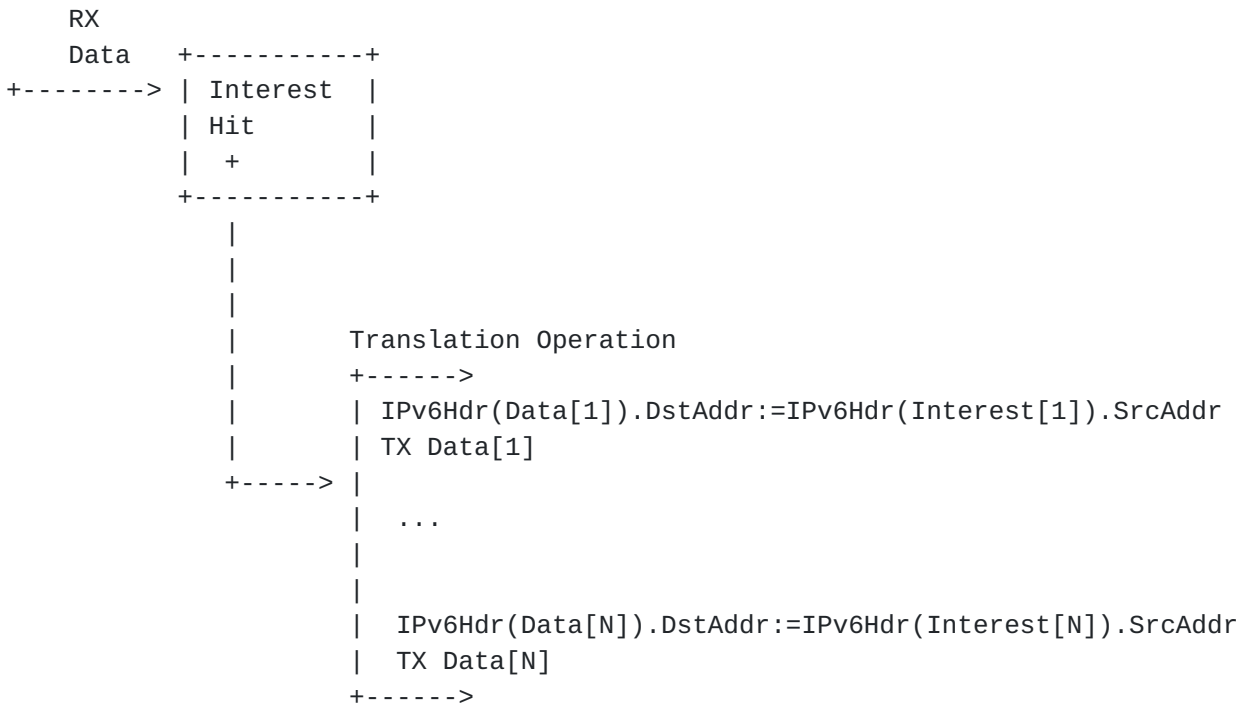 RX
Data   +-----------+
+--------> | Interest  |
| Hit       |
|  +        |
+-----------+
|
|
|
|       Translation Operation
|       +------>
|       | IPv6Hdr(Data[1]).DstAddr:=IPv6Hdr(Interest[1]).SrcAddr
|       | TX Data[1]
+-----> |
|  ...
|
|
|  IPv6Hdr(Data[N]).DstAddr:=IPv6Hdr(Interest[N]).SrcAddr
|  TX Data[N]
+------>